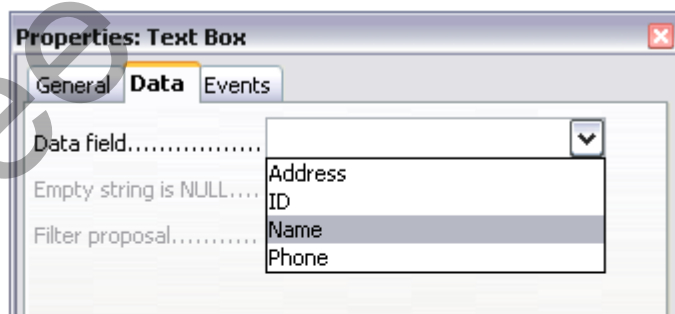 Properties: Text Box
General Data Events
Data field.................
Address
Empty string is NULL....
ID
Name
Filter proposal...........
Phone